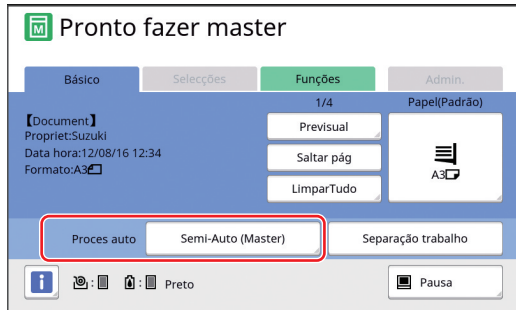 M Pronto fazer master
Básico Selecções Funções Admin.
1/4 Papel(Padrão)
【Document】
Propriet:Suzuki
Data hora:12/08/16 12:34
Formato:A3
Previsual
Saltar pág
LimparTudo
A3
Proces auto Semi-Auto (Master) Separação trabalho
i : : Preto Pausa